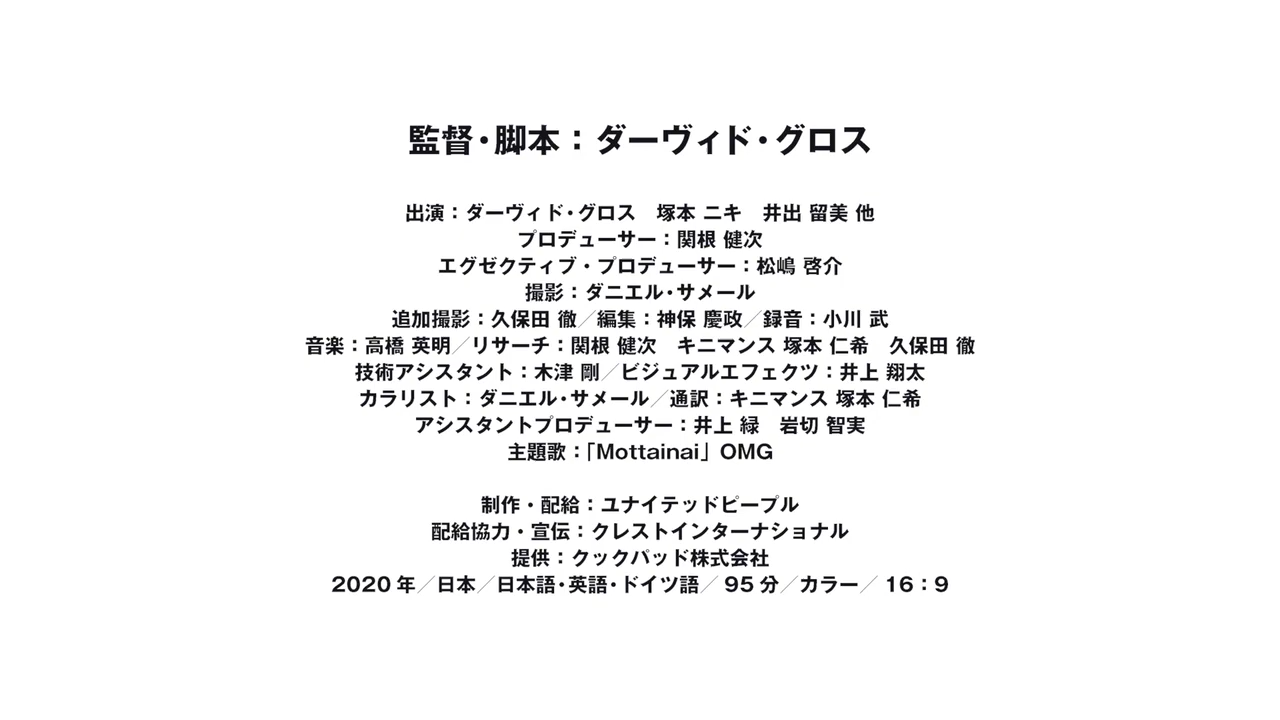 監督・脚本：ダーヴィド・グロス
出演：ダーヴィド・グロス　塚本 ニキ　井出 留美 他
プロデューサー：関根 健次
エグゼクティブ・プロデューサー：松嶋 啓介
撮影：ダニエル・サメール
追加撮影：久保田 徹／編集：神保 慶政／録音：小川 武
音楽：高橋 英明／リサーチ：関根 健次　キニマンス 塚本 仁希　久保田 徹
技術アシスタント：木津 剛／ビジュアルエフェクツ：井上 翔太
カラリスト：ダニエル・サメール／通訳：キニマンス 塚本 仁希
アシスタントプロデューサー：井上 緑　岩切 智実
主題歌：「Mottainai」OMG
制作・配給：ユナイテッドピープル
配給協力・宣伝：クレストインターナショナル
提供：クックパッド株式会社
2020 年／日本／日本語・英語・ドイツ語／ 95 分／カラー／ 16：9